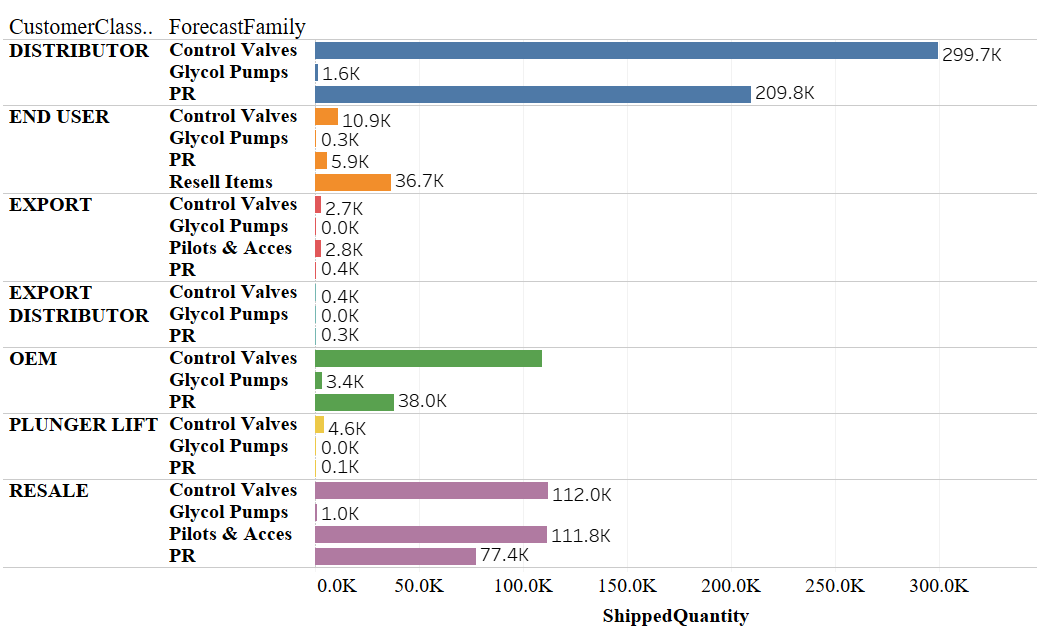 CustomerClass.. ForecastFamily
DISTRIBUTOR Control Valves 299.7K
Glycol Pumps 1.6K
PR 209.8K
END USER Control Valves 10.9K
Glycol Pumps 0.3K
PR 5.9K
Resell Items 36.7K
EXPORT Control Valves 2.7K
Glycol Pumps 0.0K
Pilots & Acces 2.8K
PR 0.4K
EXPORT Control Valves 0.4K
DISTRIBUTOR Glycol Pumps 0.0K
PR 0.3K
OEM Control Valves
Glycol Pumps 3.4K
PR 38.0K
PLUNGER LIFT Control Valves 4.6K
Glycol Pumps 0.0K
PR 0.1K
RESALE Control Valves 112.0K
Glycol Pumps 1.0K
Pilots & Acces 111.8K
PR 77.4K
0.0K 50.0K 100.0K 150.0K 200.0K 250.0K 300.0K
ShippedQuantity